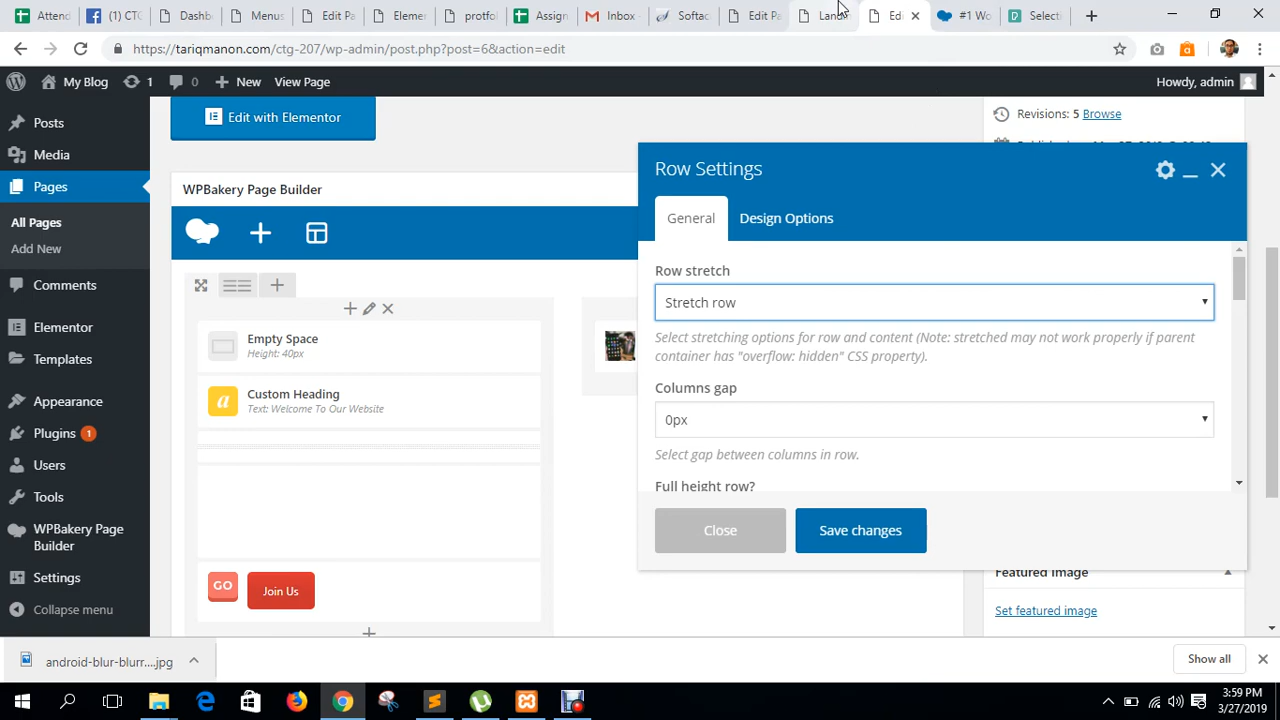 Attend
(1) CTG
Dashb
Menus
Edit Pa
Eleme
protfol
Assign
Inbox -
Softac
Edit Pa
Land
Edi
#1 Wo
Selecti
https://tariqmanon.com/ctg-207/wp-admin/post.php?post=6&action=edit
My Blog
1
0
New
View Page
Howdy, admin
Posts
Media
Pages
All Pages
Add New
Comments
Elementor
Templates
Appearance
Plugins 1
Users
Tools
WPBakery Page
Builder
Settings
Collapse menu
Edit with Elementor
WPBakery Page Builder
Empty Space
Height: 40px
a
Custom Heading
Text: Welcome To Our Website
GO
Join Us
Revisions: 5 Browse
Row Settings
General
Design Options
Row stretch
Stretch row
Select stretching options for row and content (Note: stretched may not work properly if parent
container has "overflow: hidden" CSS property).
Columns gap
0px
Select gap between columns in row.
Full height row?
Close
Save changes
Featured Image
Set featured image
android-blur-blurr....jpg
Show all
3:59 PM
3/27/2019